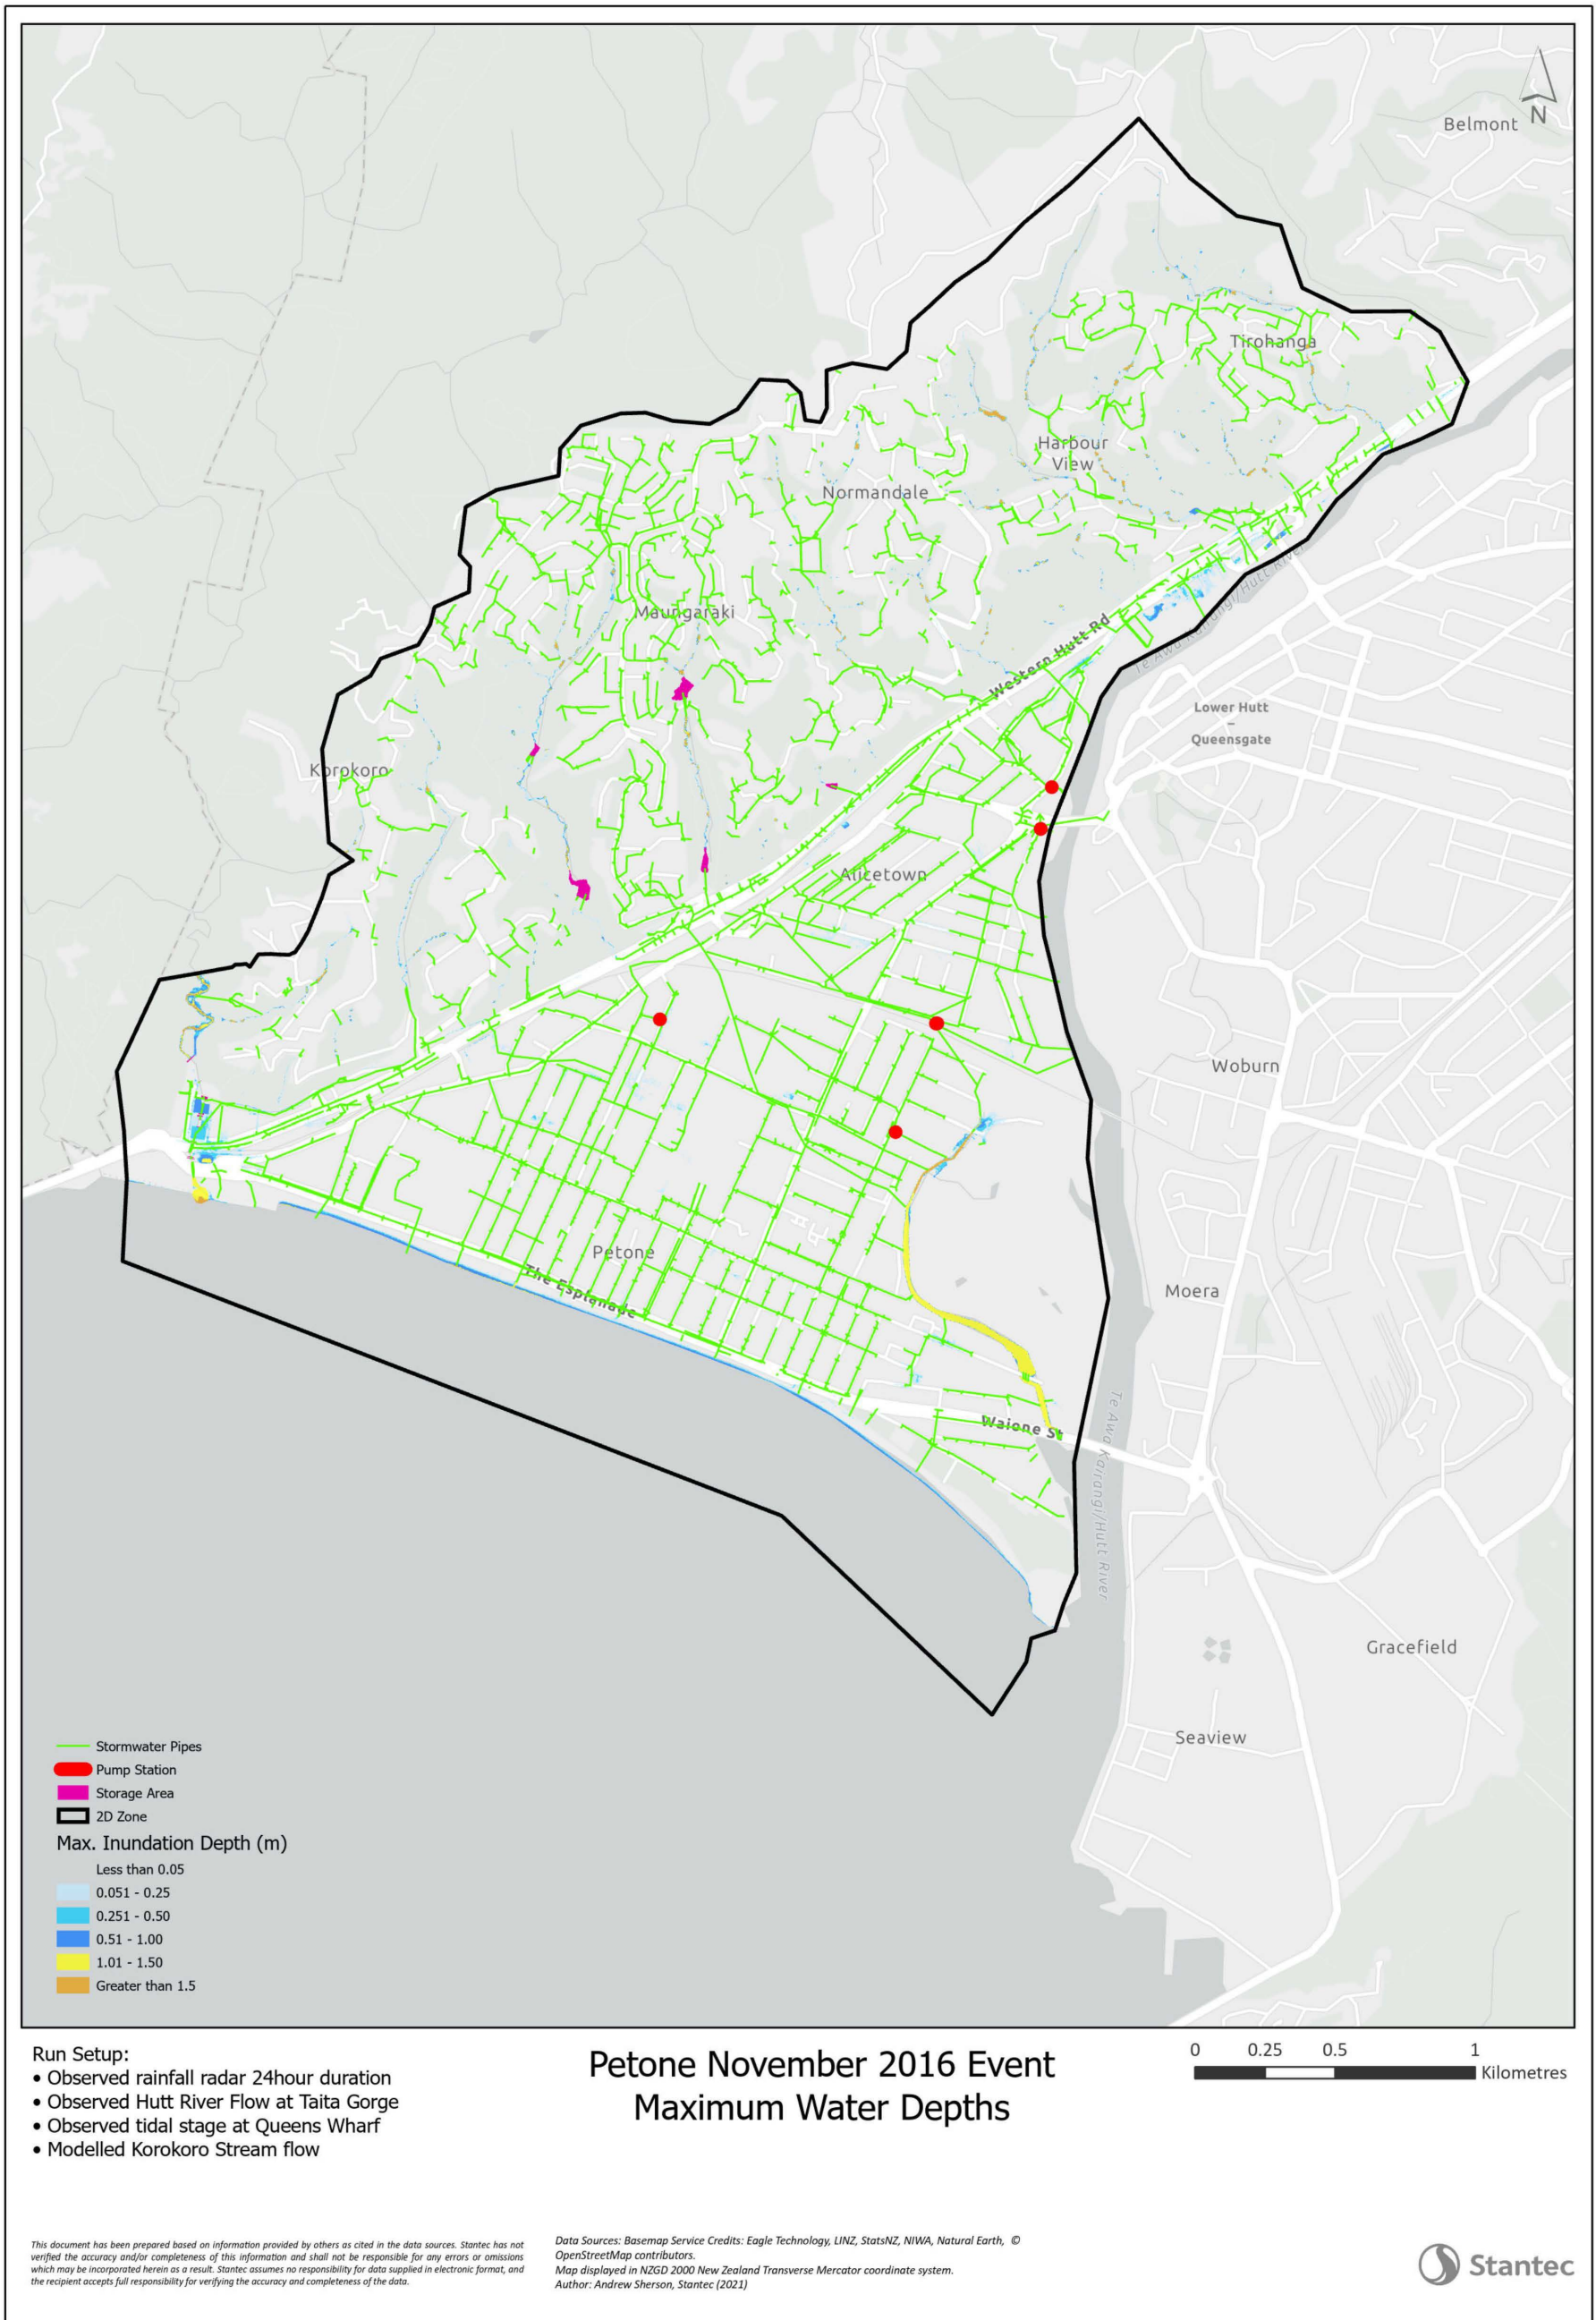 N
Belmont
Tirohanga
Harbour
View
Normandale
Te Awa Kairangi/Hutt River
Maungaraki
Western Hutt Rd
Lower Hutt
–
Queensgate
Korokoro
Alicetown
Woburn
Petone
The Esplanade
Moera
Waione St
Te Awa Kairangi/Hutt River
Gracefield
Seaview
Stormwater Pipes
Pump Station
Storage Area
2D Zone
Max. Inundation Depth (m)
Less than 0.05
0.051 - 0.25
0.251 - 0.50
0.51 - 1.00
1.01 - 1.50
Greater than 1.5
Run Setup:
• Observed rainfall radar 24hour duration
• Observed Hutt River Flow at Taita Gorge
• Observed tidal stage at Queens Wharf
• Modelled Korokoro Stream flow
Petone November 2016 Event
Maximum Water Depths
0 0.25 0.5 1
Kilometres
This document has been prepared based on information provided by others as cited in the data sources. Stantec has not
verified the accuracy and/or completeness of this information and shall not be responsible for any errors or omissions
which may be incorporated herein as a result. Stantec assumes no responsibility for data supplied in electronic format, and
the recipient accepts full responsibility for verifying the accuracy and completeness of the data.
Data Sources: Basemap Service Credits: Eagle Technology, LINZ, StatsNZ, NIWA, Natural Earth, ©
OpenStreetMap contributors.
Map displayed in NZGD 2000 New Zealand Transverse Mercator coordinate system.
Author: Andrew Sherson, Stantec (2021)
Stantec